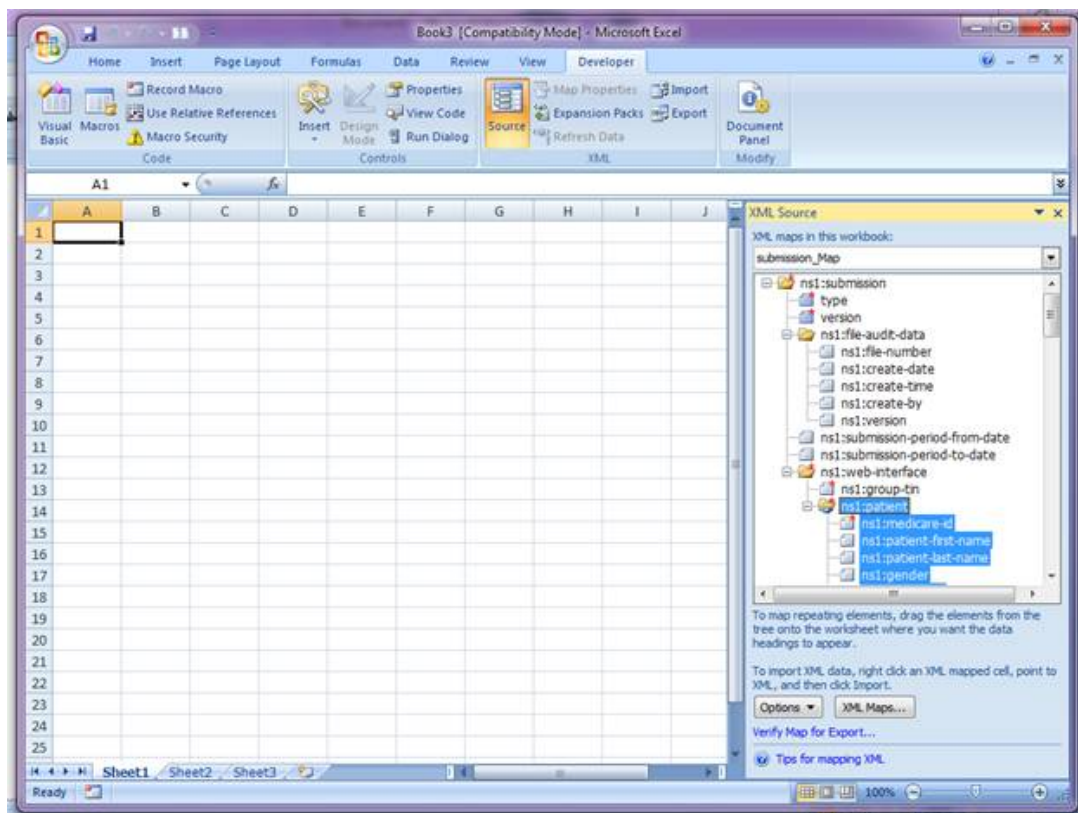 Book3 [Compatibility Mode] - Microsoft Excel
Home Insert Page Layout Formulas Data Review View Developer
Visual Basic
Macros
Record Macro
Use Relative References
Macro Security
Code
Insert
Design Mode
Properties
View Code
Run Dialog
Controls
Source
Map Properties
Expansion Packs
Refresh Data
Import
Export
XML
Document Panel
Modify
A1 fx
A B C D E F G H I J
1
2
3
4
5
6
7
8
9
10
11
12
13
14
15
16
17
18
19
20
21
22
23
24
25
XML Source
XML maps in this workbook:
submission_Map
ns1:submission
type
version
ns1:file-audit-data
ns1:file-number
ns1:create-date
ns1:create-time
ns1:create-by
ns1:version
ns1:submission-period-from-date
ns1:submission-period-to-date
ns1:web-interface
ns1:group-tin
ns1:patient
ns1:medicare-id
ns1:patient-first-name
ns1:patient-last-name
ns1:gender
To map repeating elements, drag the elements from the
tree onto the worksheet where you want the data
headings to appear.
To import XML data, right click an XML mapped cell, point to
XML, and then click Import.
Options XML Maps...
Verify Map for Export...
Tips for mapping XML
Sheet1 Sheet2 Sheet3
Ready 100%